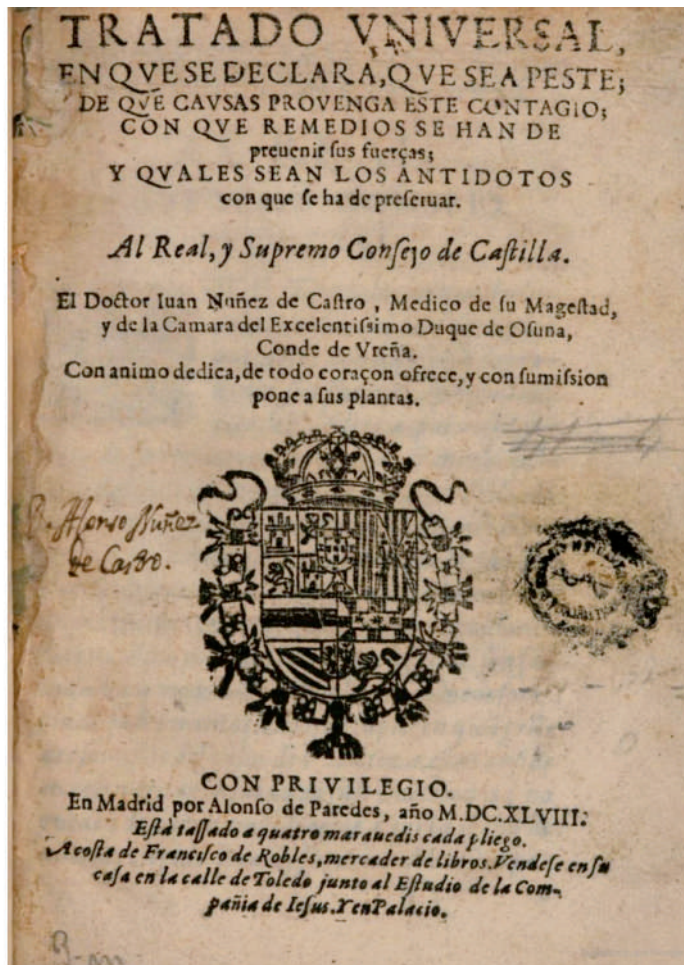 TRATADO VNIVERSAL,
EN QVE SE DECLARA, QVE SEA PESTE;
DE QVE CAVSAS PROVENGA ESTE CONTAGIO;
CON QVE REMEDIOS SE HAN DE
preuenir ſus fuerças;
Y QVALES SEAN LOS ANTIDOTOS
con que ſe ha de preſeruar.
Al Real, y Supremo Conſejo de Caſtilla.
El Doctor Iuan Nuñez de Caſtro, Medico de ſu Mageſtad,
y de la Camara del Excelentiſsimo Duque de Oſuna,
Conde de Vreña.
Con animo dedica, de todo coraçon ofrece, y con ſumiſsion
pone a ſus plantas.
Alonso Nuñez
de Castro.
CON PRIVILEGIO.
En Madrid por Alonſo de Paredes, año M.DC.XLVIII.
Eſtà taſſado a quatro marauedis cada pliego.
A coſta de Franciſco de Robles, mercader de libros. Vendeſe en ſu
caſa en la calle de Toledo junto al Eſtudio de la Com-
pañia de Ieſus. Y en Palacio.